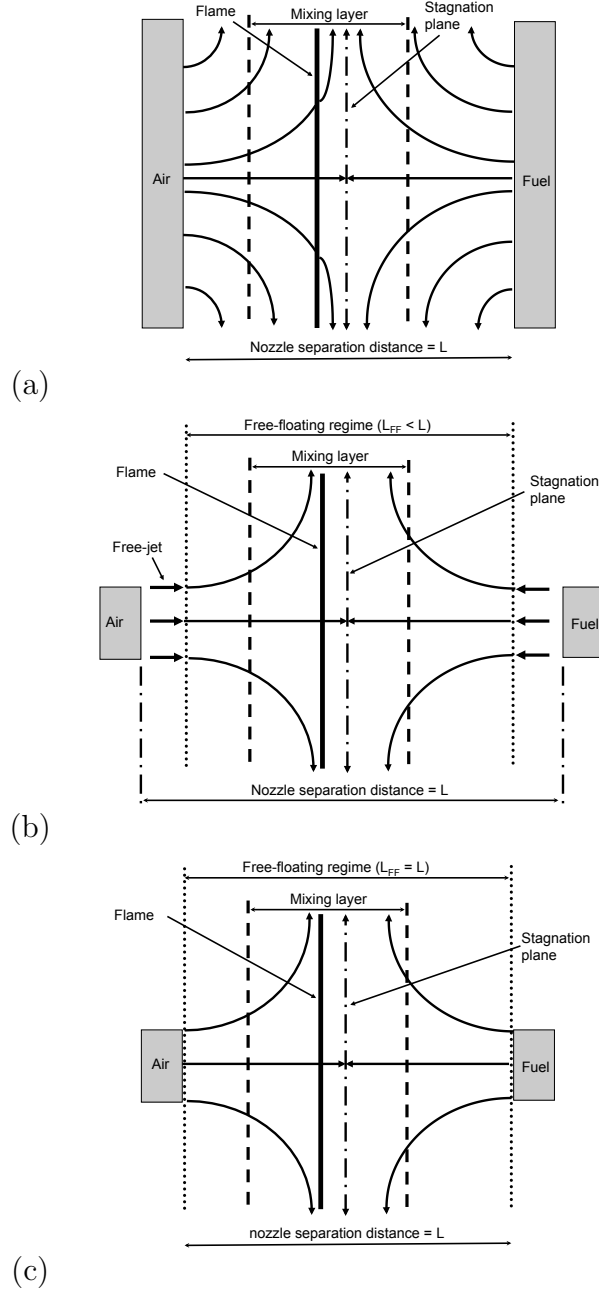 Flame
Mixing layer
Stagnation
plane
Air
Fuel
Nozzle separation distance = L
(a)
Free-floating regime (L_FF < L)
Mixing layer
Flame
Stagnation
plane
Free-jet
Air
Fuel
Nozzle separation distance = L
(b)
Free-floating regime (L_FF = L)
Mixing layer
Flame
Stagnation
plane
Air
Fuel
nozzle separation distance = L
(c)